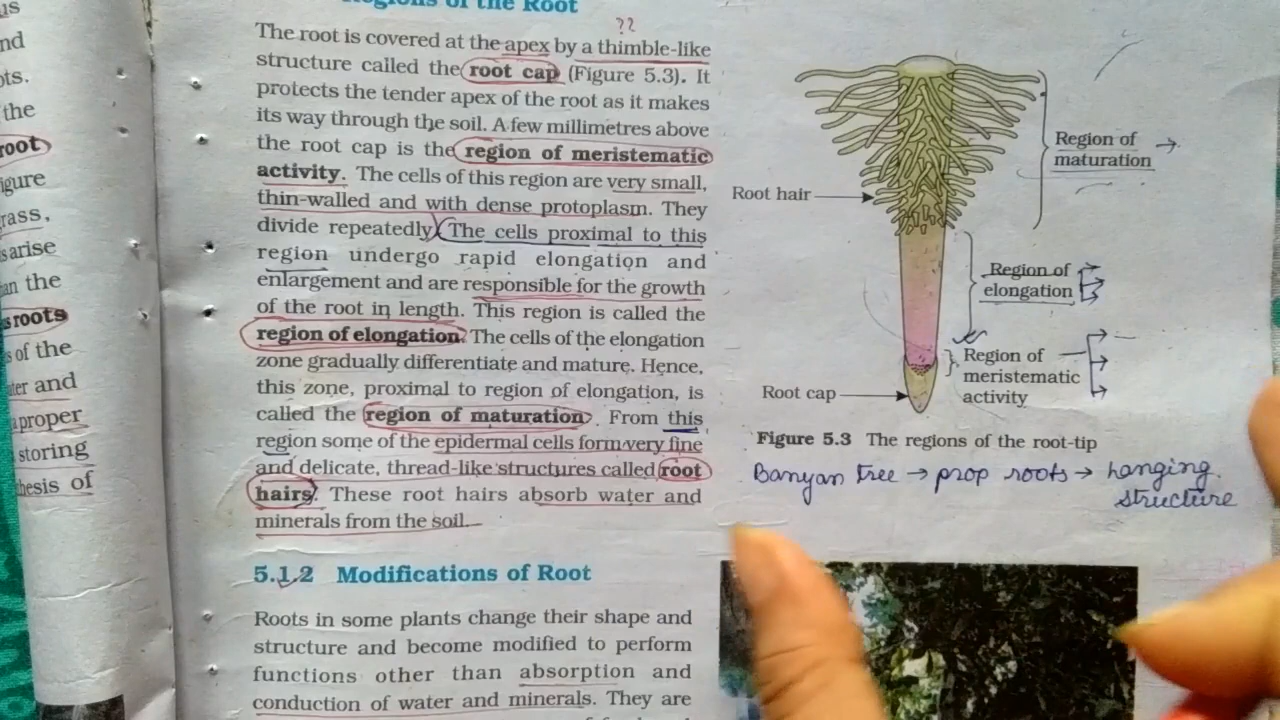 us
nd
ots.
the
root
igure
rass,
s arise
an the
s roots
s of the
ter and
proper
storing
hesis of
Regions of the Root
??
The root is covered at the apex by a thimble-like
structure called the root cap (Figure 5.3). It
protects the tender apex of the root as it makes
its way through the soil. A few millimetres above
the root cap is the region of meristematic
activity. The cells of this region are very small,
thin-walled and with dense protoplasm. They
divide repeatedly. The cells proximal to this
region undergo rapid elongation and
enlargement and are responsible for the growth
of the root in length. This region is called the
region of elongation. The cells of the elongation
zone gradually differentiate and mature. Hence,
this zone, proximal to region of elongation, is
called the region of maturation. From this
region some of the epidermal cells form very fine
and delicate, thread-like structures called root
hairs. These root hairs absorb water and
minerals from the soil.
5.1.2 Modifications of Root
Roots in some plants change their shape and
structure and become modified to perform
functions other than absorption and
conduction of water and minerals. They are
Region of
maturation
Root hair
Region of
elongation
Region of
meristematic
activity
Root cap
Figure 5.3 The regions of the root-tip
Banyan tree → prop roots → hanging
structure